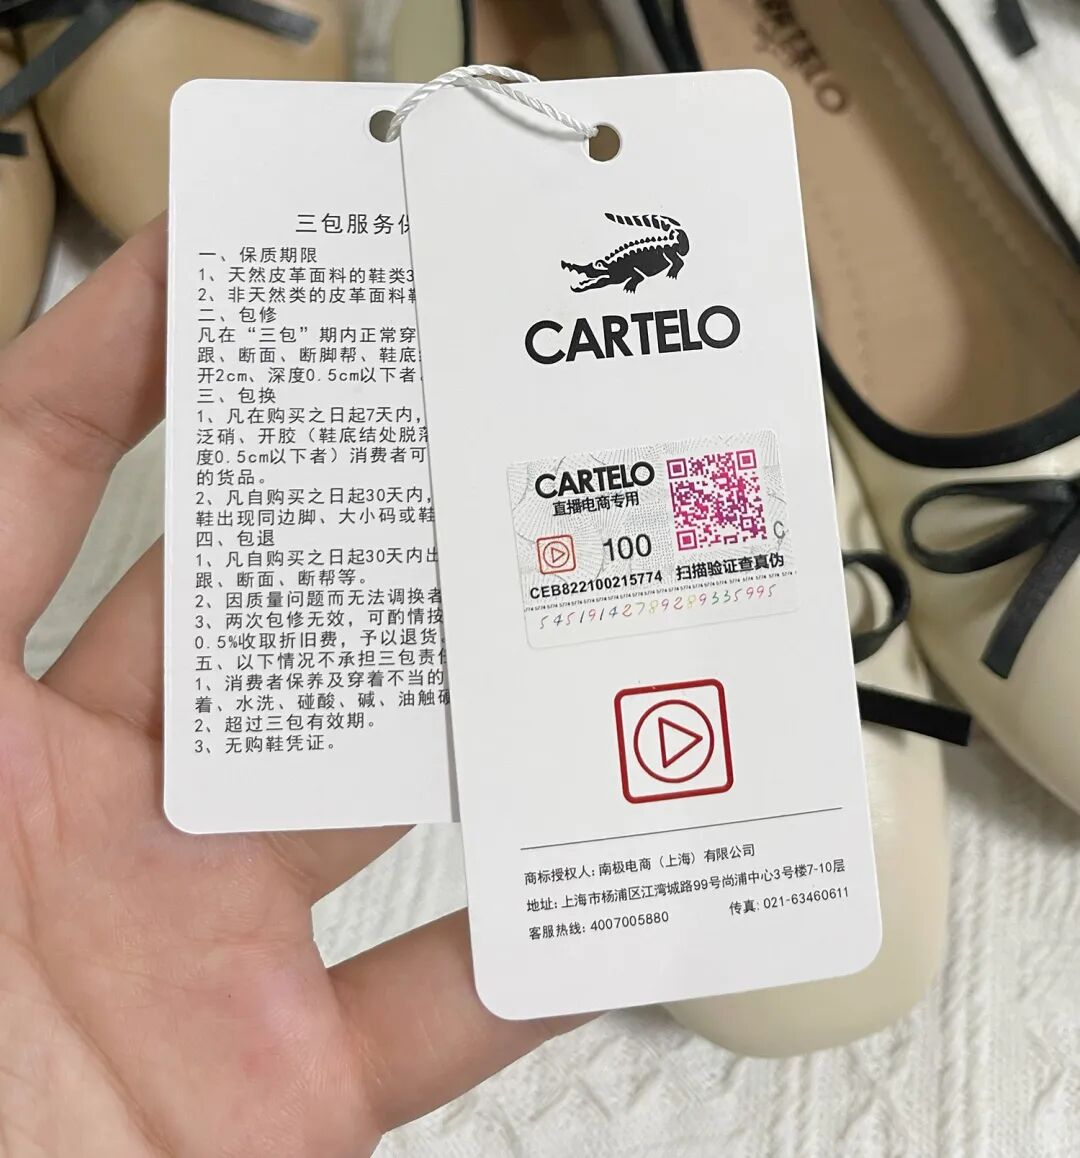 三包服务
一、保质期限
1、天然皮革面料的鞋类3
2、非天然类的皮革面料
二、包修
凡在“三包”期内正常穿
跟、断面、断脚帮、鞋底
开2cm、深度0.5cm以下者
三、包换
1、凡在购买之日起7天内，
泛硝、开胶（鞋底结处脱落
度0.5cm以下者）消费者可
的货品。
2、凡自购买之日起30天内，
鞋出现同边脚、大小码或鞋
四、包退
1、凡自购买之日起30天内出
跟、断面、断帮等。
2、因质量问题而无法调换者
3、两次包修无效，可酌情按
0.5%收取折旧费，予以退货。
五、以下情况不承担三包责任
1、消费者保养及穿着不当的
着、水洗、碰酸、碱、油触
2、超过三包有效期。
3、无购鞋凭证。
CARTELO
CARTELO
直播电商专用
100
C
CEB822100215774
扫描验证查真伪
54519142789289335995
商标授权人：南极电商（上海）有限公司
地址：上海市杨浦区江湾城路99号尚浦中心3号楼7-10层
客服热线：4007005880 传真：021-63460611